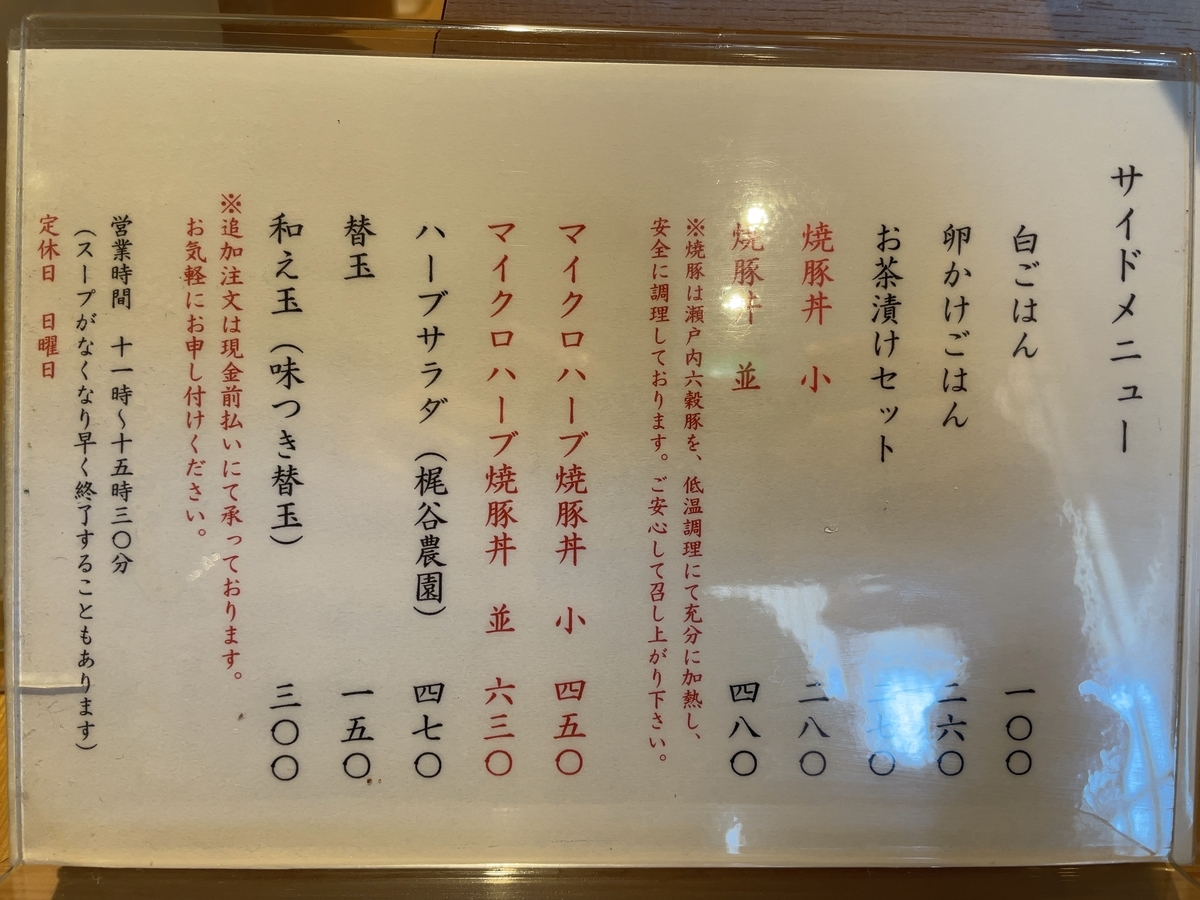 サイドメニュー
白ごはん 一〇〇
卵かけごはん 二六〇
お茶漬けセット 七〇
焼豚丼 小 二八〇
焼豚丼 並 四八〇
※焼豚は瀬戸内六穀豚を、低温調理にて充分に加熱し、
安全に調理しております。ご安心して召し上がり下さい。
マイクロハーブ焼豚丼 小 四五〇
マイクロハーブ焼豚丼 並 六三〇
ハーブサラダ（梶谷農園） 四七〇
替玉 一五〇
和え玉（味つき替玉） 三〇〇
※追加注文は現金前払いにて承っております。
お気軽にお申し付けください。
営業時間 十一時～十五時三〇分
（スープがなくなり早く終了することもあります）
定休日 日曜日